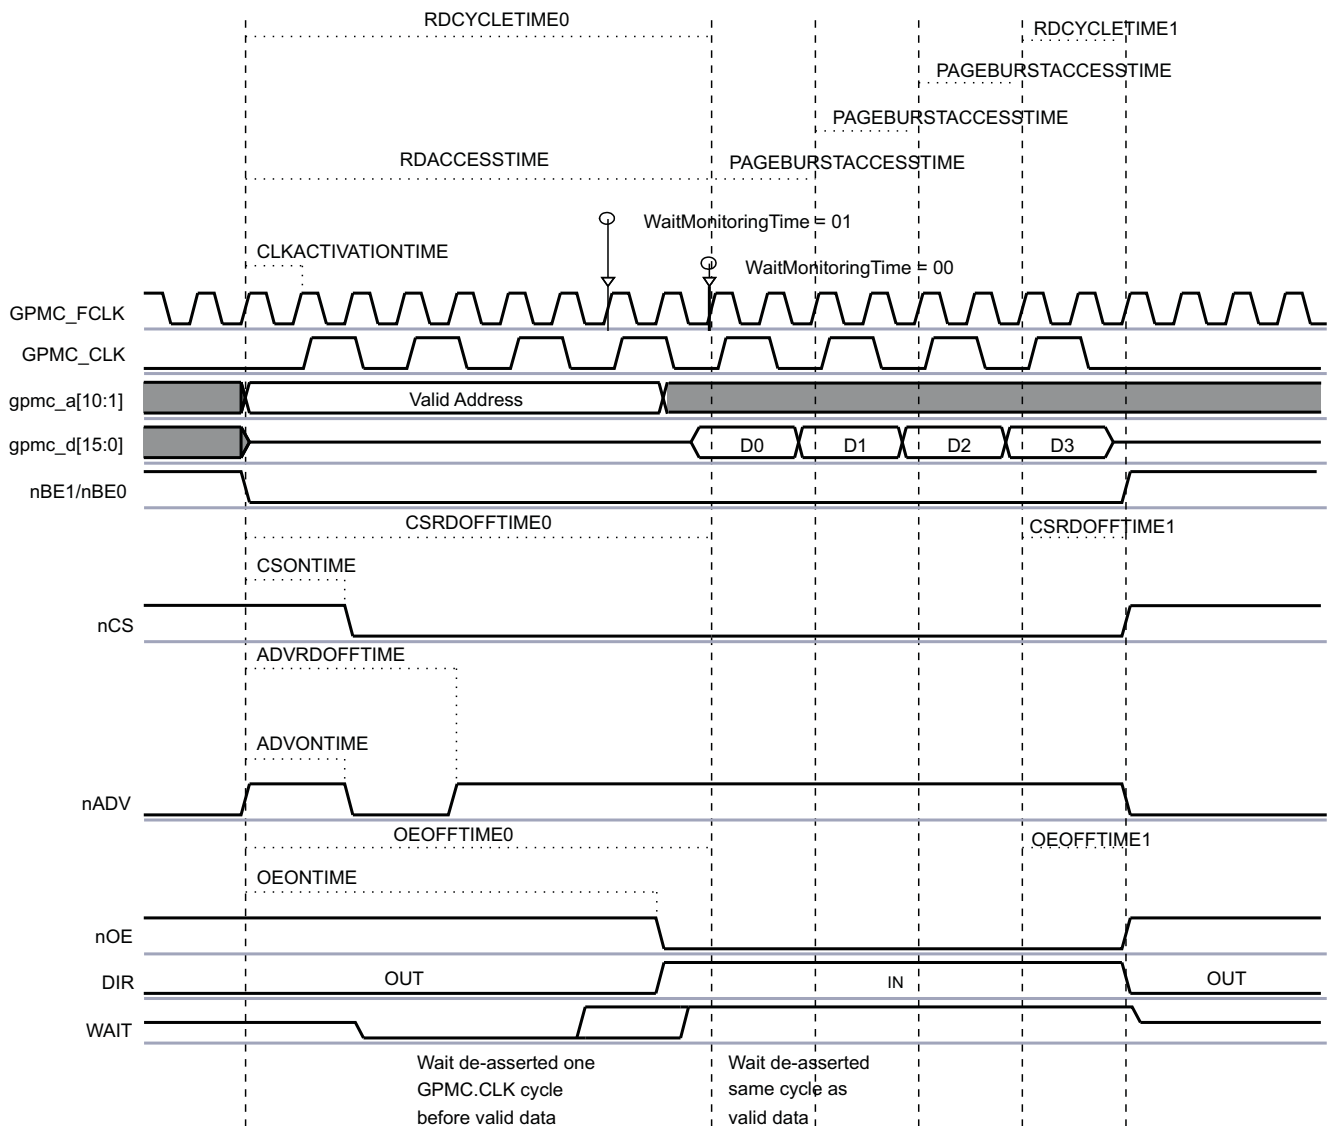 RDCYCLETIME0
RDCYCLETIME1
PAGEBURSTACCESSTIME
PAGEBURSTACCESSTIME
RDACCESSTIME
PAGEBURSTACCESSTIME
WaitMonitoringTime = 01
CLKACTIVATIONTIME
WaitMonitoringTime = 00
GPMC_FCLK
GPMC_CLK
gpmc_a[10:1]
Valid Address
gpmc_d[15:0]
D0
D1
D2
D3
nBE1/nBE0
CSRDOFFTIME0
CSRDOFFTIME1
CSONTIME
nCS
ADVRDOFFTIME
ADVONTIME
nADV
OEOFFTIME0
OEOFFTIME1
OEONTIME
nOE
DIR
OUT
IN
OUT
WAIT
Wait de-asserted one
GPMC.CLK cycle
before valid data
Wait de-asserted
same cycle as
valid data